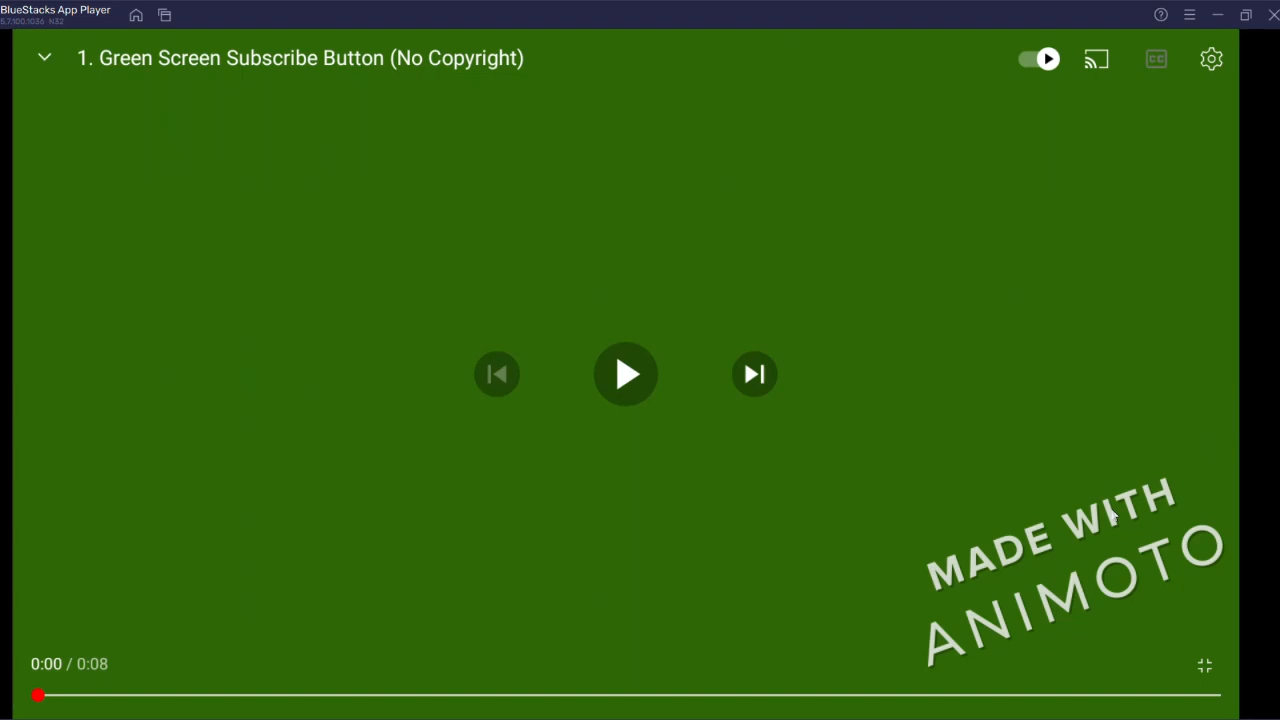 BlueStacks App Player
5.7.100.1036 N32
1. Green Screen Subscribe Button (No Copyright)
CC
MADE WITH
ANIMOTO
0:00 / 0:08